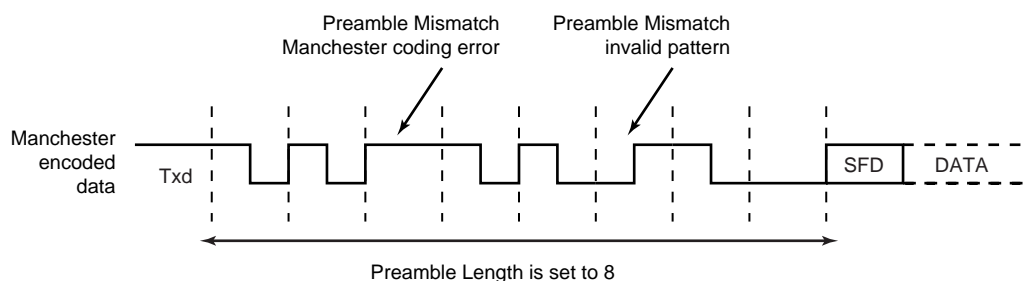 Preamble Mismatch
Manchester coding error
Preamble Mismatch
invalid pattern
Manchester
encoded
data
Txd
SFD
DATA
Preamble Length is set to 8